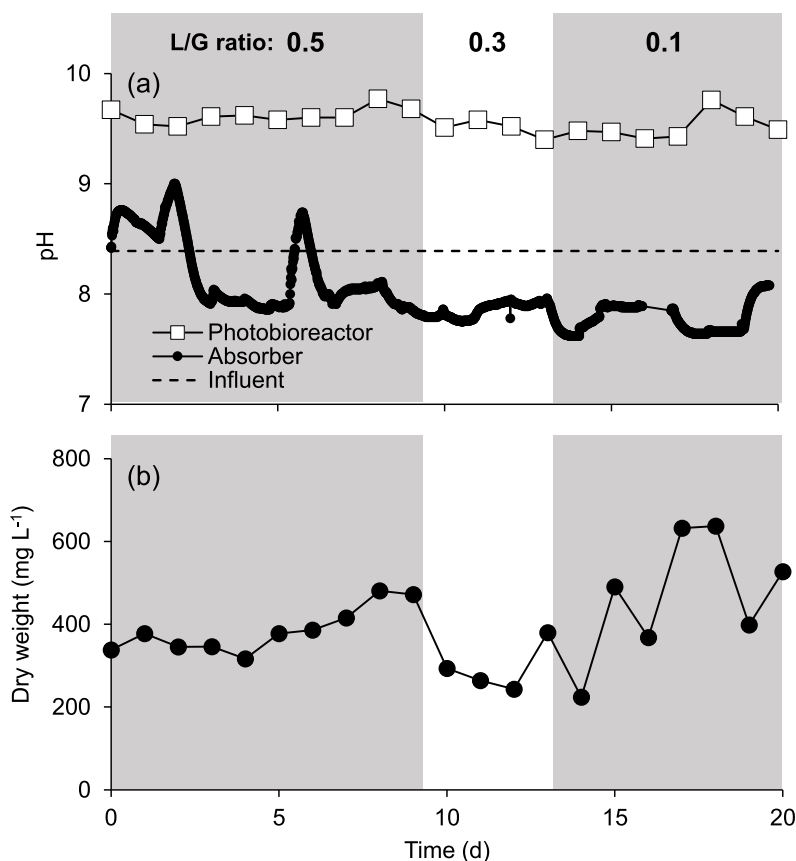 L/G ratio: 0.5 0.3 0.1
(a)
10
9
8
7
pH
Photobioreactor
Absorber
Influent
(b)
800
600
400
200
0
Dry weight (mg L-1)
0 5 10 15 20
Time (d)